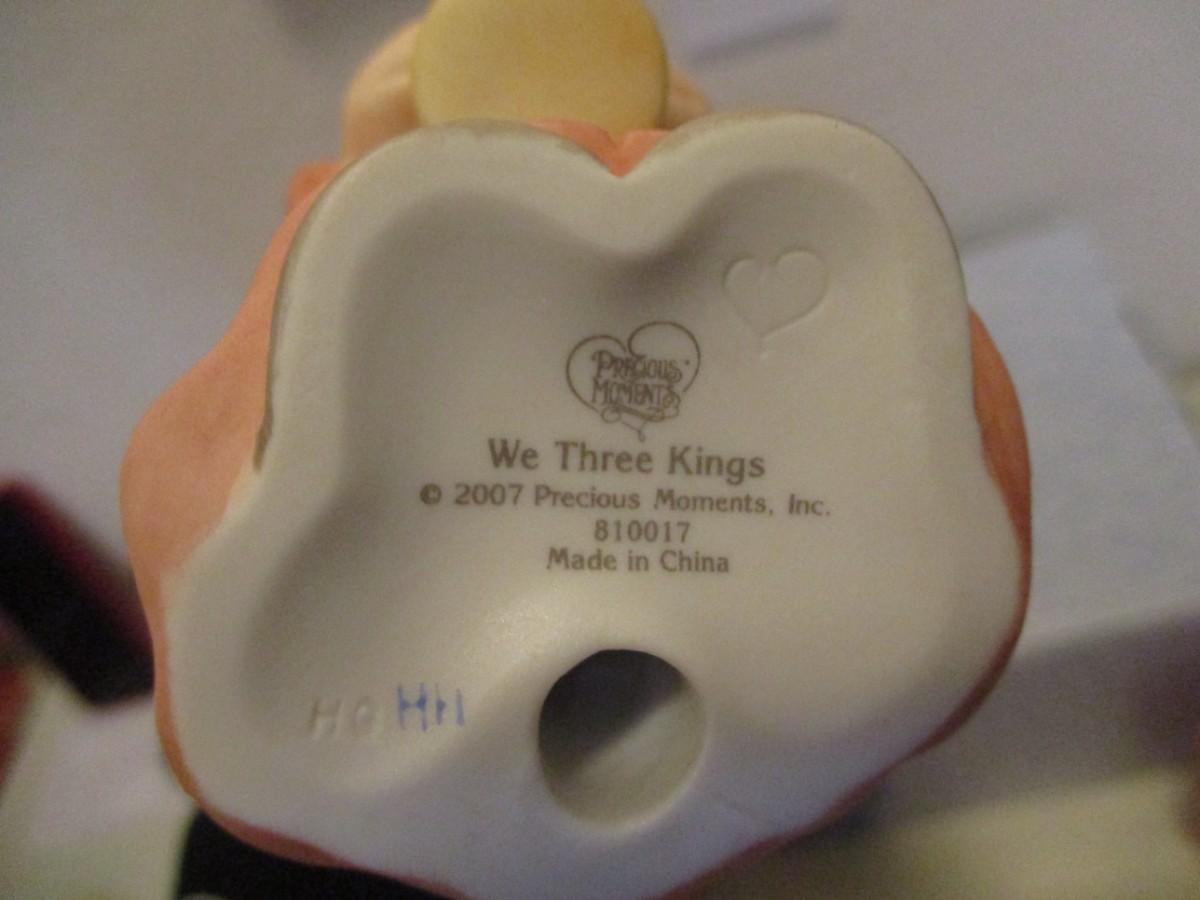 PRECIOUS
MOMENTS
We Three Kings
© 2007 Precious Moments, Inc.
810017
Made in China